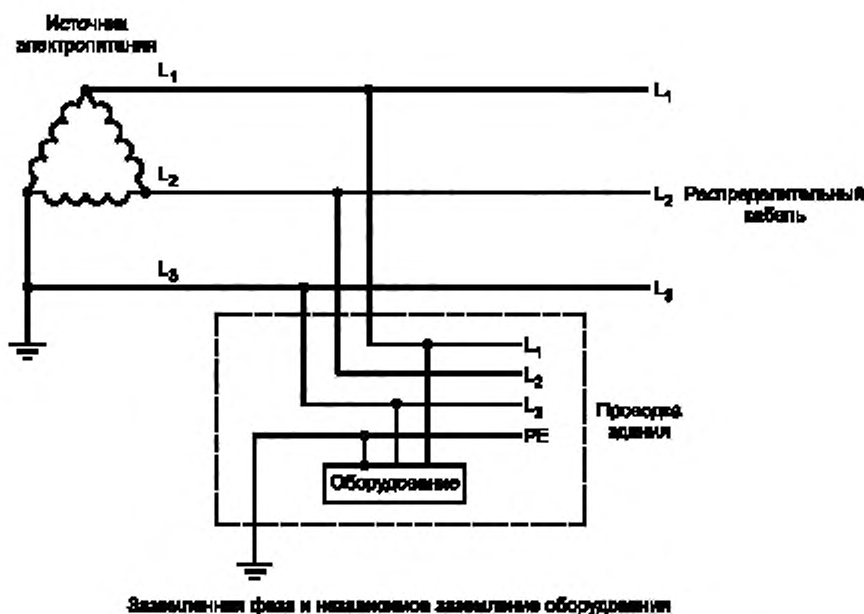 Источник
электропитания
L₁
L₁
L₂
L₂ Распределительный
кабель
L₃
L₃
L₁
L₂
L₃
PE
Проводка
здания
Оборудование
Заземленная фаза и независимое заземление оборудования